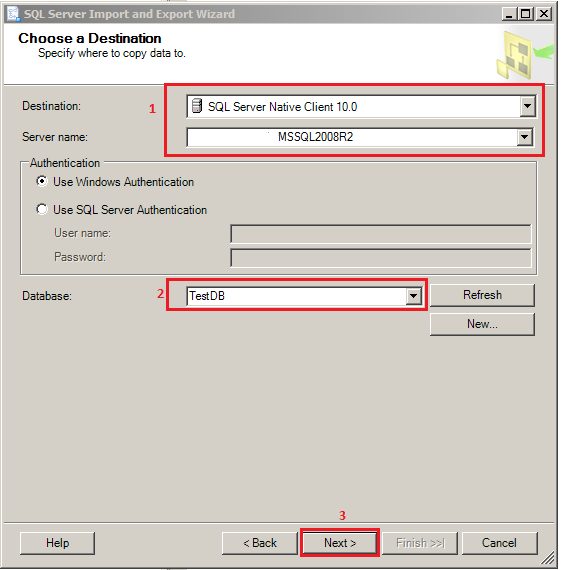 SQL Server Import and Export Wizard
Choose a Destination
Specify where to copy data to.
Destination:
1
SQL Server Native Client 10.0
Server name:
MSSQL2008R2
Authentication
Use Windows Authentication
Use SQL Server Authentication
User name:
Password:
Database:
2
TestDB
Refresh
New...
3
Help
< Back
Next >
Finish >>|
Cancel